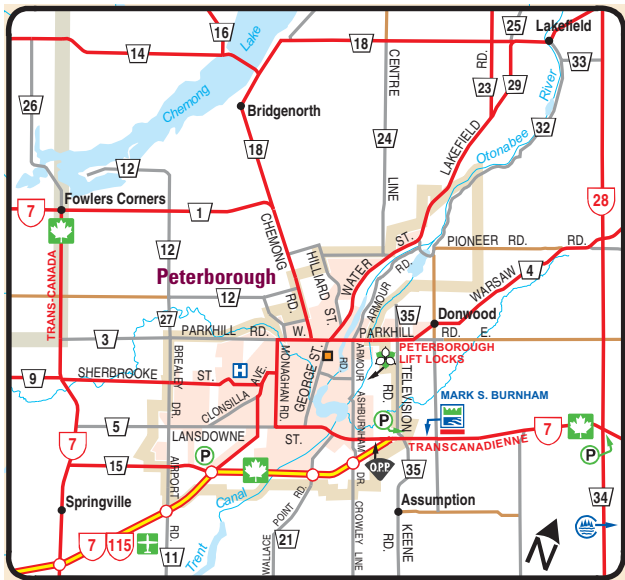 16
25
Lakefield
14
Lake
18
CENTRE
RD.
33
26
Chemong
23
29
River
Bridgenorth
24
32
12
18
LINE
LAKEFIELD
Otonabee
Fowlers Corners
7
1
28
CHEMONG
HILLIARD ST.
WATER ST.
PIONEER RD.
RD.
12
Peterborough
ARMOUR RD.
WARSAW
4
TRANS-CANADA
12
RD.
35
Donwood
27
3
PARKHILL RD. W.
PARKHILL RD. E.
PETERBOROUGH
LIFT LOCKS
9
SHERBROOKE ST.
H
BREALEY DR.
CLONSILLA AVE.
MONAGHAN RD.
GEORGE ST.
ARMOUR RD.
ASHBURNHAM DR.
TELEVISION RD.
MARK S. BURNHAM
5
LANSDOWNE ST.
P
7
7
TRANSCANADIENNE
P
15
P
O.P.P.
35
34
AIRPORT RD.
Springville
Assumption
Canal
Trent
POINT RD.
WALLACE
CROWLEY LINE
KEENE RD.
7
115
11
21
N